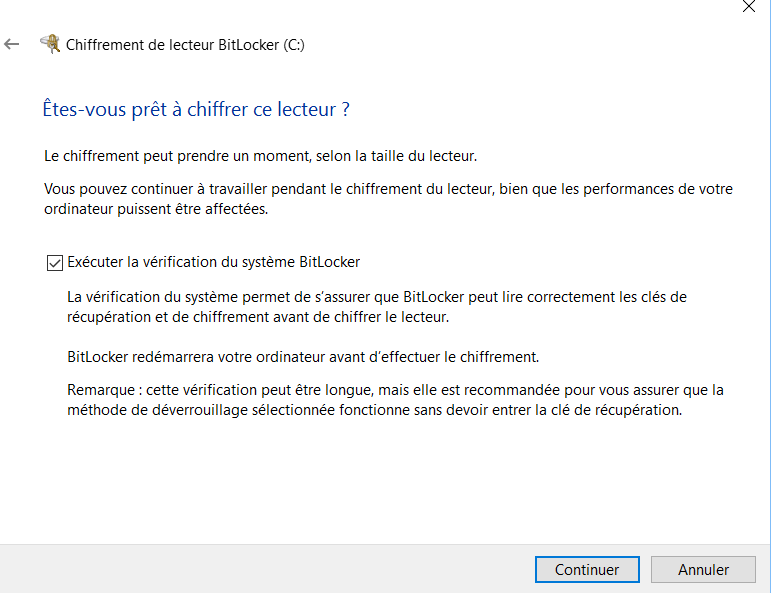 Chiffrement de lecteur BitLocker (C:)
Êtes-vous prêt à chiffrer ce lecteur ?
Le chiffrement peut prendre un moment, selon la taille du lecteur.
Vous pouvez continuer à travailler pendant le chiffrement du lecteur, bien que les performances de votre
ordinateur puissent être affectées.
Exécuter la vérification du système BitLocker
La vérification du système permet de s’assurer que BitLocker peut lire correctement les clés de
récupération et de chiffrement avant de chiffrer le lecteur.
BitLocker redémarrera votre ordinateur avant d’effectuer le chiffrement.
Remarque : cette vérification peut être longue, mais elle est recommandée pour vous assurer que la
méthode de déverrouillage sélectionnée fonctionne sans devoir entrer la clé de récupération.
Continuer
Annuler